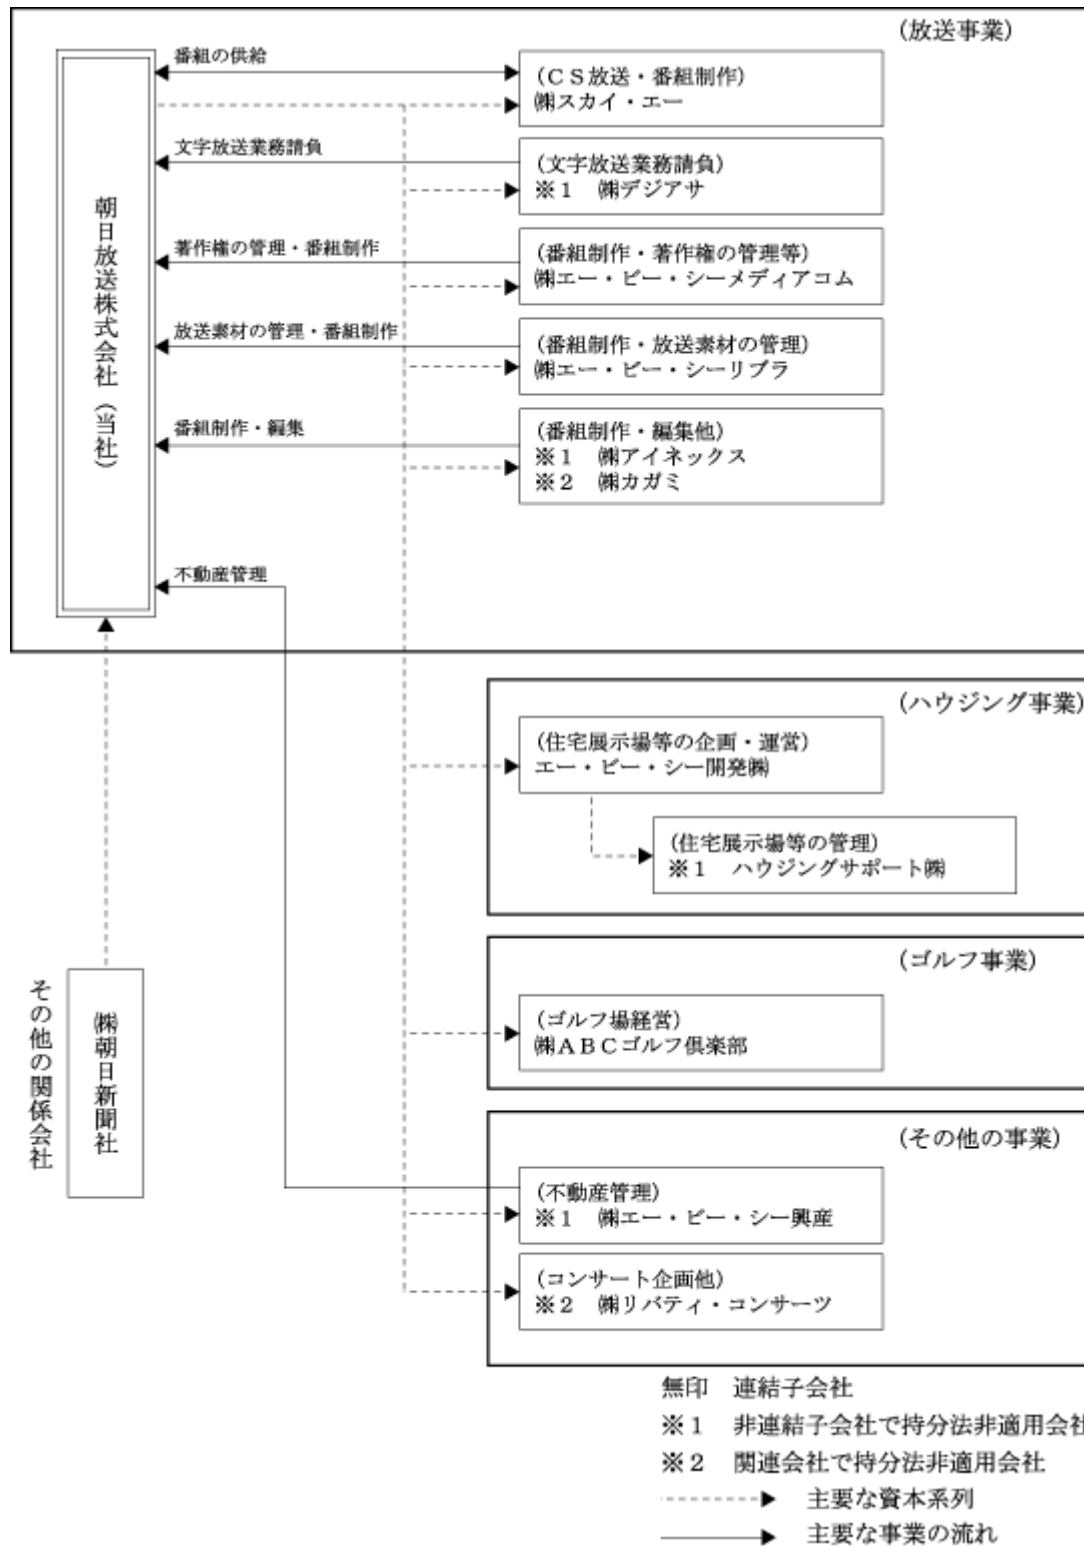 (放送事業)
番組の供給
(ＣＳ放送・番組制作)
㈱スカイ・エー
文字放送業務請負
(文字放送業務請負)
※１　㈱デジアサ
朝日放送株式会社（当社）
著作権の管理・番組制作
(番組制作・著作権の管理等)
㈱エー・ビー・シーメディアコム
放送素材の管理・番組制作
(番組制作・放送素材の管理)
㈱エー・ビー・シーリブラ
番組制作・編集
(番組制作・編集他)
※１　㈱アイネックス
※２　㈱カガミ
不動産管理
(ハウジング事業)
(住宅展示場等の企画・運営)
エー・ビー・シー開発㈱
(住宅展示場等の管理)
※１　ハウジングサポート㈱
(ゴルフ事業)
(ゴルフ場経営)
㈱ＡＢＣゴルフ倶楽部
その他の関係会社
㈱朝日新聞社
(その他の事業)
(不動産管理)
※１　㈱エー・ビー・シー興産
(コンサート企画他)
※２　㈱リバティ・コンサーツ
無印　連結子会社
※１　非連結子会社で持分法非適用会社
※２　関連会社で持分法非適用会社
主要な資本系列
主要な事業の流れ